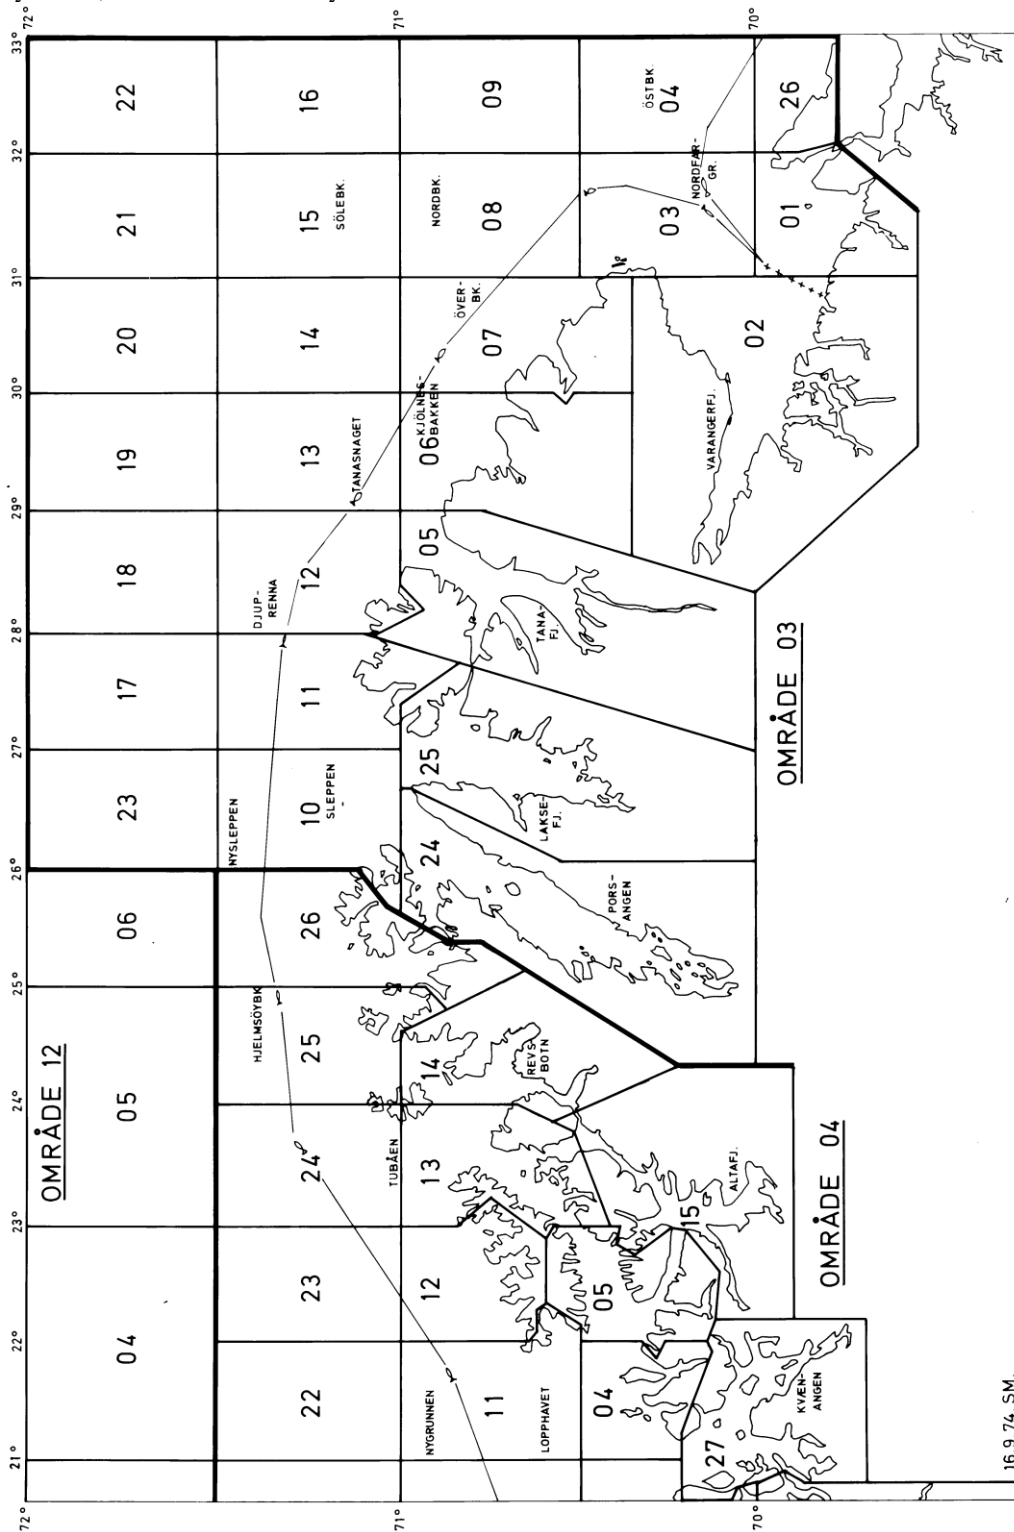 72° 21° 22° 23° 24° 25° 26° 27° 28° 29° 30° 31° 32° 33° 72°
OMRÅDE 12
04 05 06 23 17 18 19 20 21 22
NYSLEPPEN
HJELMSÖYBK.
DJUP-
RENNA
22 23 24 25 26 10 11 12 13 14 15 16
SLEPPEN
SÖLEBK.
TANASNAGET
TUBÅEN
71° 71°
NYGRUNNEN
KJÖLNES-
BAKKEN
NORDBK.
12 13 14 24 25 05 06
ÖVER-
BK.
11 07 08 09
REVS-
BOTN
LOPPHAVET
LAKSE-
FJ.
TANA-
FJ.
04 05
PORS-
ANGEN
ÖSTBK.
03 04
15
NORDFAR-
GR.
VARANGERFJ.
27
ALTAFJ.
70° 02 01 26 70°
KVÆN-
ANGEN
OMRÅDE 03
OMRÅDE 04
16.9.74. SM.